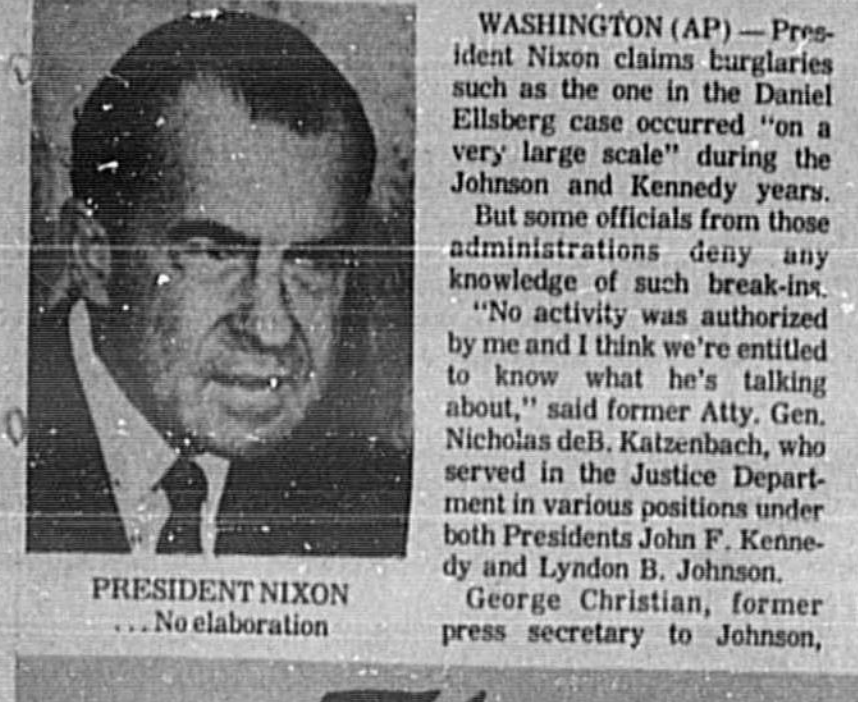 PRESIDENT NIXON
...No elaboration
WASHINGTON (AP) — Pres-
ident Nixon claims burglaries
such as the one in the Daniel
Ellsberg case occurred "on a
very large scale" during the
Johnson and Kennedy years.
But some officials from those
administrations deny any
knowledge of such break-ins.
"No activity was authorized
by me and I think we're entitled
to know what he's talking
about," said former Atty. Gen.
Nicholas deB. Katzenbach, who
served in the Justice Depart-
ment in various positions under
both Presidents John F. Kenne-
dy and Lyndon B. Johnson.
George Christian, former
press secretary to Johnson,